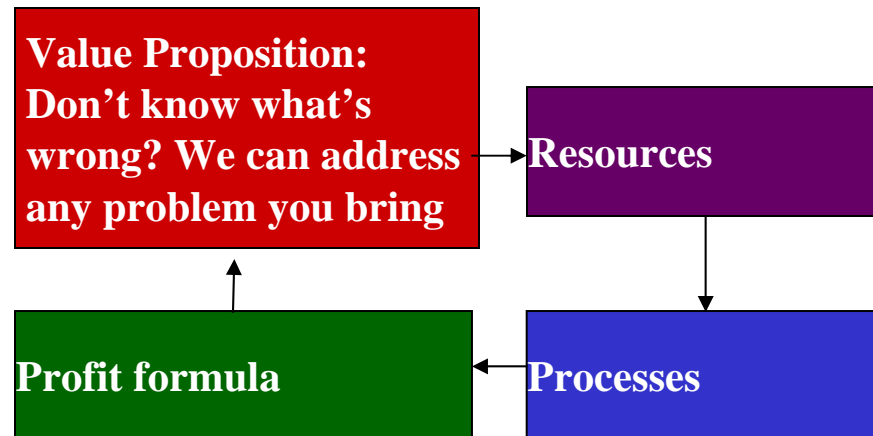 Value Proposition:
Don’t know what’s
wrong? We can address
any problem you bring
Resources
Profit formula
Processes